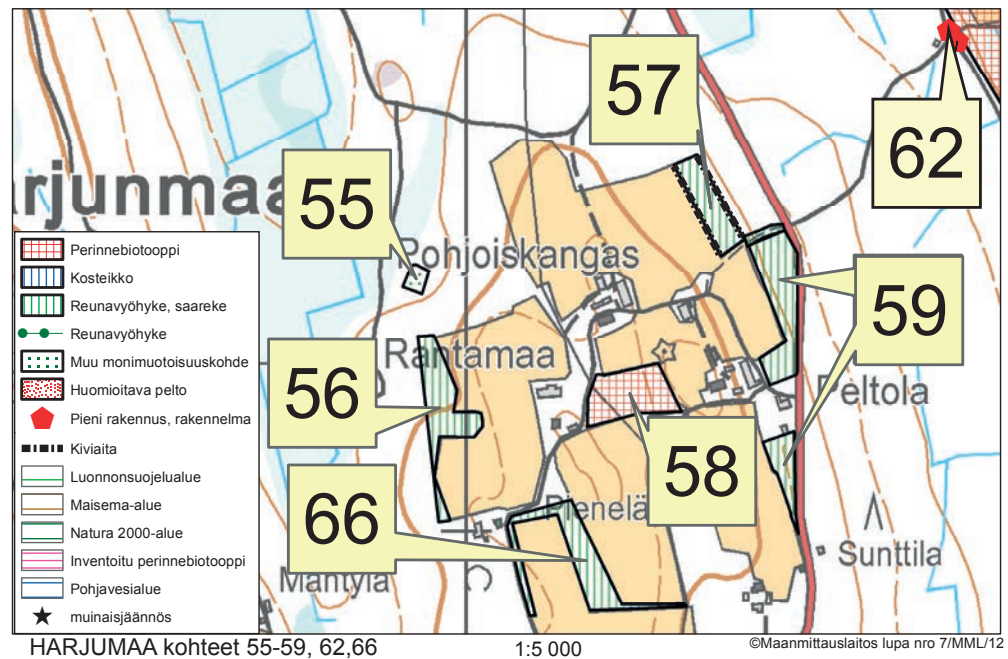 57
62
55
arjunmaa
Pohjoiskangas
59
Rantamaa
56
Peltola
58
66
Pienelä
Sunttila
Mäntylä
Perinnebiotooppi
Kosteikko
Reunavyöhyke, saareke
Reunavyöhyke
Muu monimuotoisuuskohde
Huomioitava pelto
Pieni rakennus, rakennelma
Kiviaita
Luonnonsuojelualue
Maisema-alue
Natura 2000-alue
Inventoitu perinnebiotooppi
Pohjavesialue
muinaisjäännös
HARJUMAA kohteet 55-59, 62,66
1:5 000
©Maanmittauslaitos lupa nro 7/MML/12